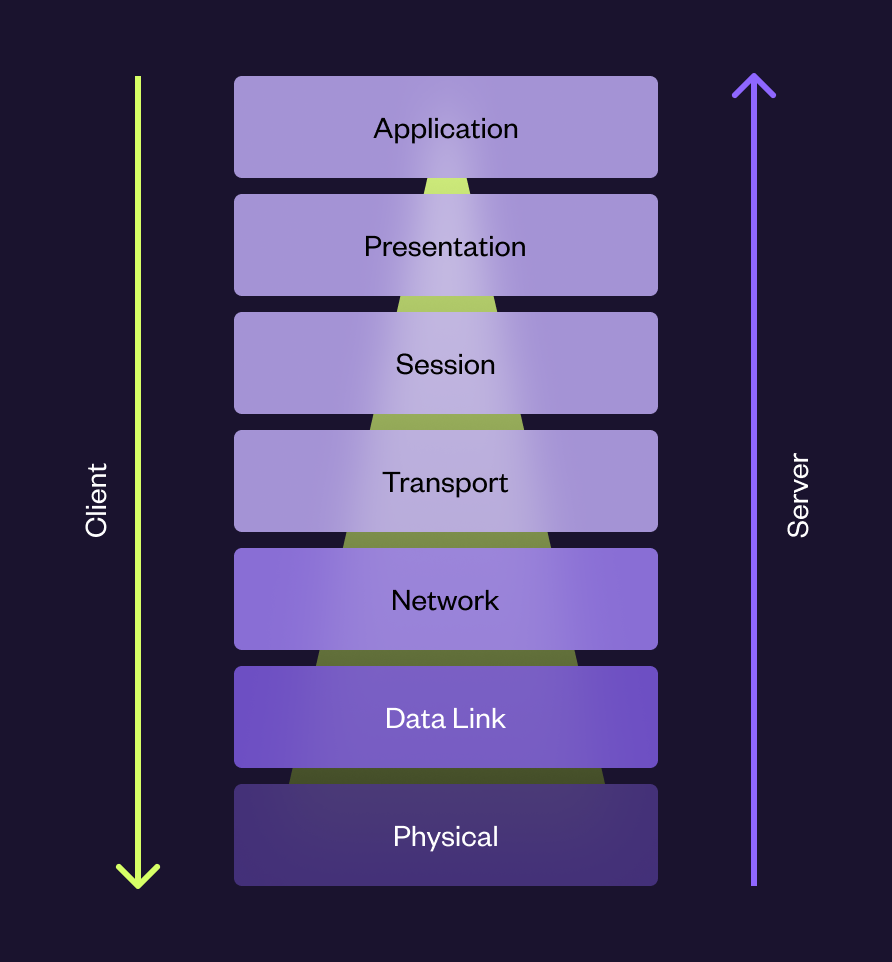 Application
Presentation
Session
Transport
Network
Data Link
Physical
Client
Server